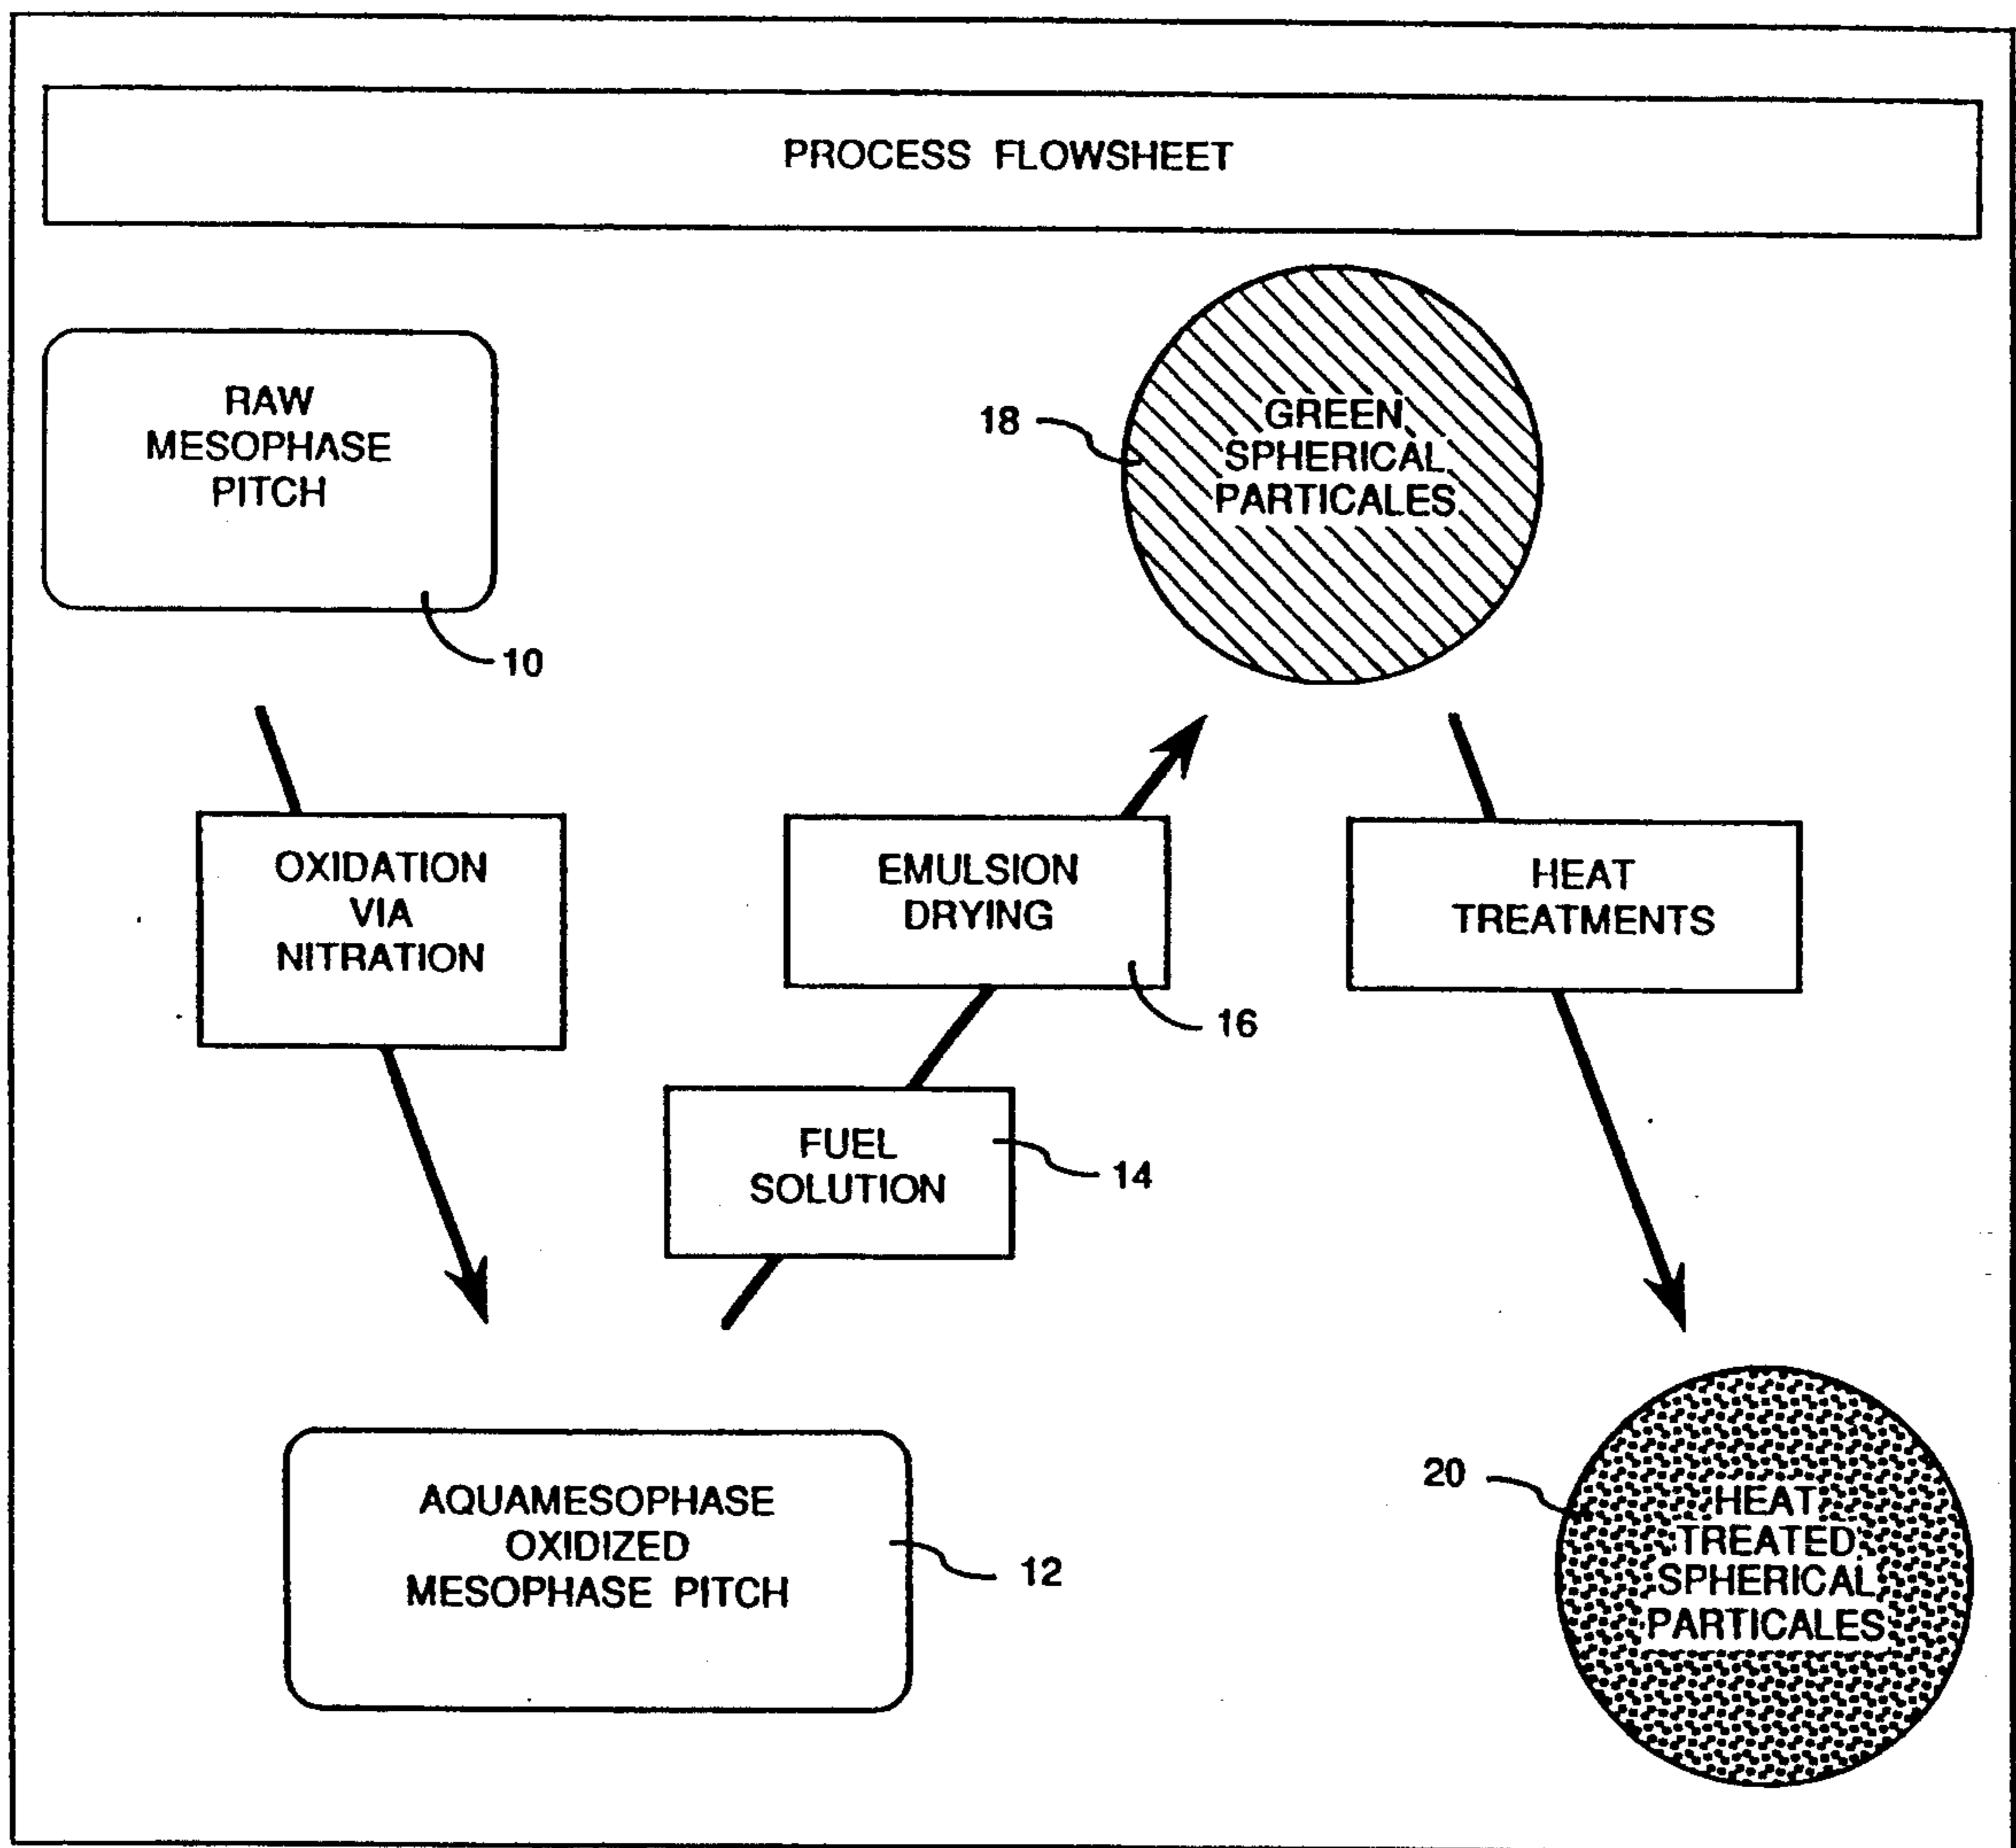 PROCESS FLOWSHEET
RAW
MESOPHASE
PITCH
10
18
GREEN
SPHERICAL
PARTICALES
OXIDATION
VIA
NITRATION
EMULSION
DRYING
16
HEAT
TREATMENTS
FUEL
SOLUTION
14
AQUAMESOPHASE
OXIDIZED
MESOPHASE PITCH
12
20
HEAT
TREATED
SPHERICAL
PARTICALES